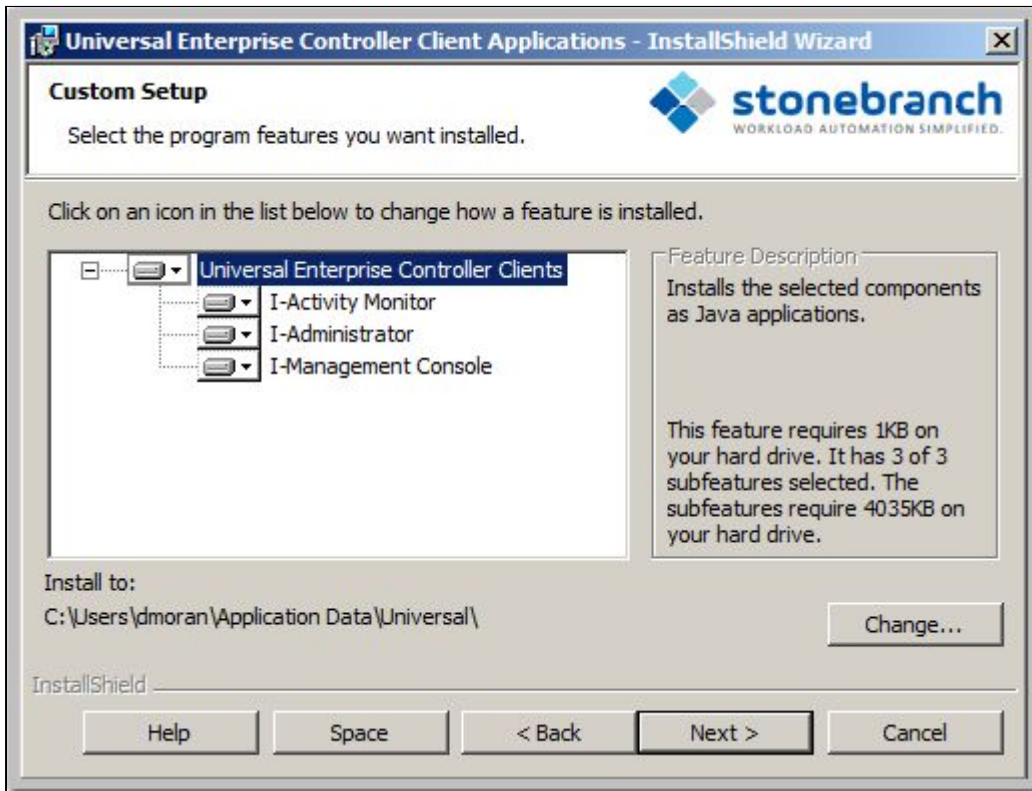 Universal Enterprise Controller Client Applications - InstallShield Wizard
Custom Setup
Select the program features you want installed.
stonebranch
WORKLOAD AUTOMATION SIMPLIFIED.
Click on an icon in the list below to change how a feature is installed.
Universal Enterprise Controller Clients
I-Activity Monitor
I-Administrator
I-Management Console
Feature Description
Installs the selected components
as Java applications.
This feature requires 1KB on
your hard drive. It has 3 of 3
subfeatures selected. The
subfeatures require 4035KB on
your hard drive.
Install to:
C:\Users\dmoran\Application Data\Universal\
Change...
InstallShield
Help
Space
< Back
Next >
Cancel